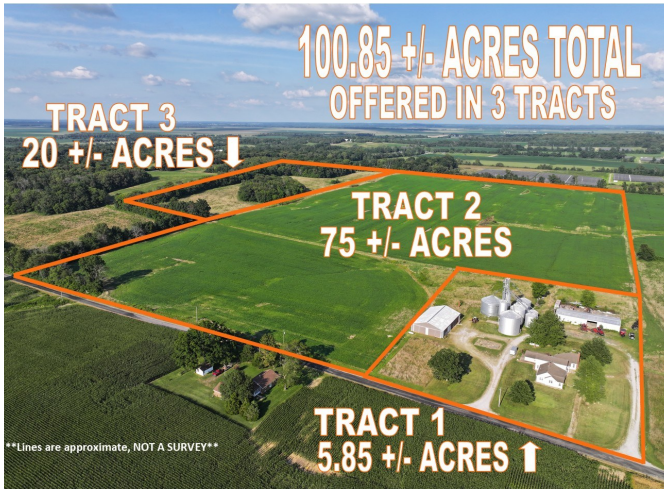 100.85 +/- ACRES TOTAL
OFFERED IN 3 TRACTS
TRACT 3
20 +/- ACRES
TRACT 2
75 +/- ACRES
TRACT 1
5.85 +/- ACRES
**Lines are approximate, NOT A SURVEY**